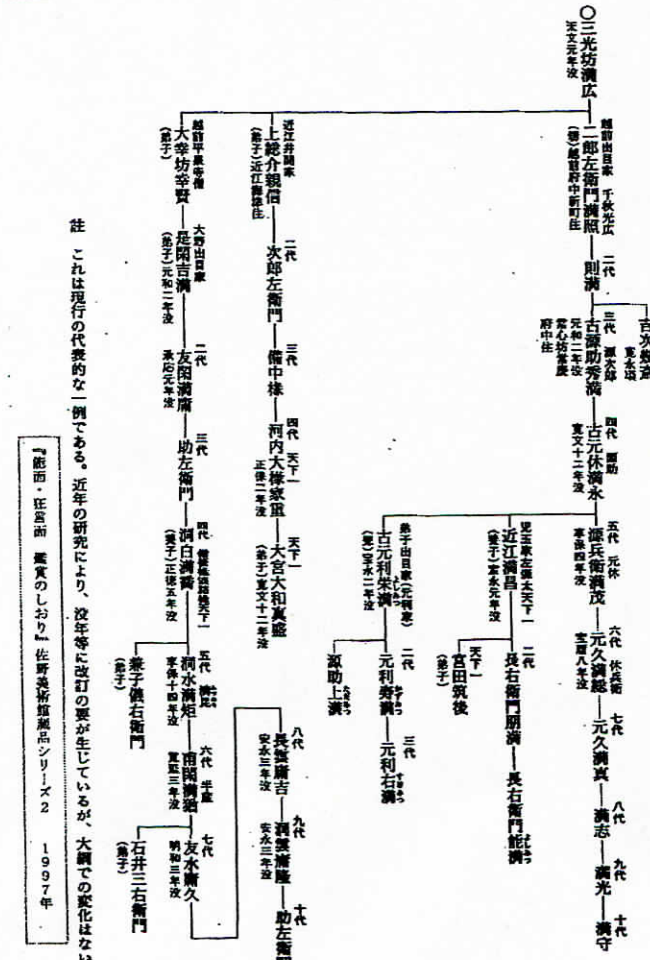 〇三光坊満広
天文元年没
越前出目家 千秋光広
二郎左衛門満照
(甥)越前府中新町住
二代
則満
三代 源次郎
古源助秀満
元和二年没
常心坊常慶
府中住
寛永頃
四代 源助
古元休満永
寛文十二年没
五代 元休
源兵衛満茂
享保四年没
六代 休兵衛
元久満総
宝暦八年没
七代
元久満真
八代
満志
九代
満光
十代
満守
児玉家左係太天下一
近江満昌
(養子)宝永元年没
二代
長右衛門朋満
長右衛門能満
天下一
宮田筑後
(弟子)
弟子出目家(元利家)
古元利栄満
(甥)宝永二年没
二代
元利寿満
三代
元利右満
源助上満
近江井関家
上総介親信
(弟子)近江海津住
二代
次郎左衛門
三代
備中掾
四代 天下一
河内大掾家重
正保二年没
天下一
大宮大和真盛
(弟子)寛文十二年没
越前平泉寺僧
大幸坊幸賢
(弟子)
大野出目家
是閑吉満
(弟子)元和二年没
二代
友閑満庸
承応元年没
三代
助左衛門
四代
洞白満喬
(養子)正徳五年没
五代
洞水満矩
享保十四年没
兼子儀右衛門
(弟子)
六代 半蔵
甫閑満猶
寛延三年没
七代
友水庸久
明和三年没
石井三右衛門
(弟子)
八代
長雲庸吉
安永三年没
九代
洞雲庸隆
安永三年没
十代
助左衛
註 これは現行の代表的な一例である。近年の研究により、没年等に改訂の要が生じているが、大綱での変化はない
『能面・狂言面 鑑賞のしおり』佐野美術館蔵品シリーズ2 1997年